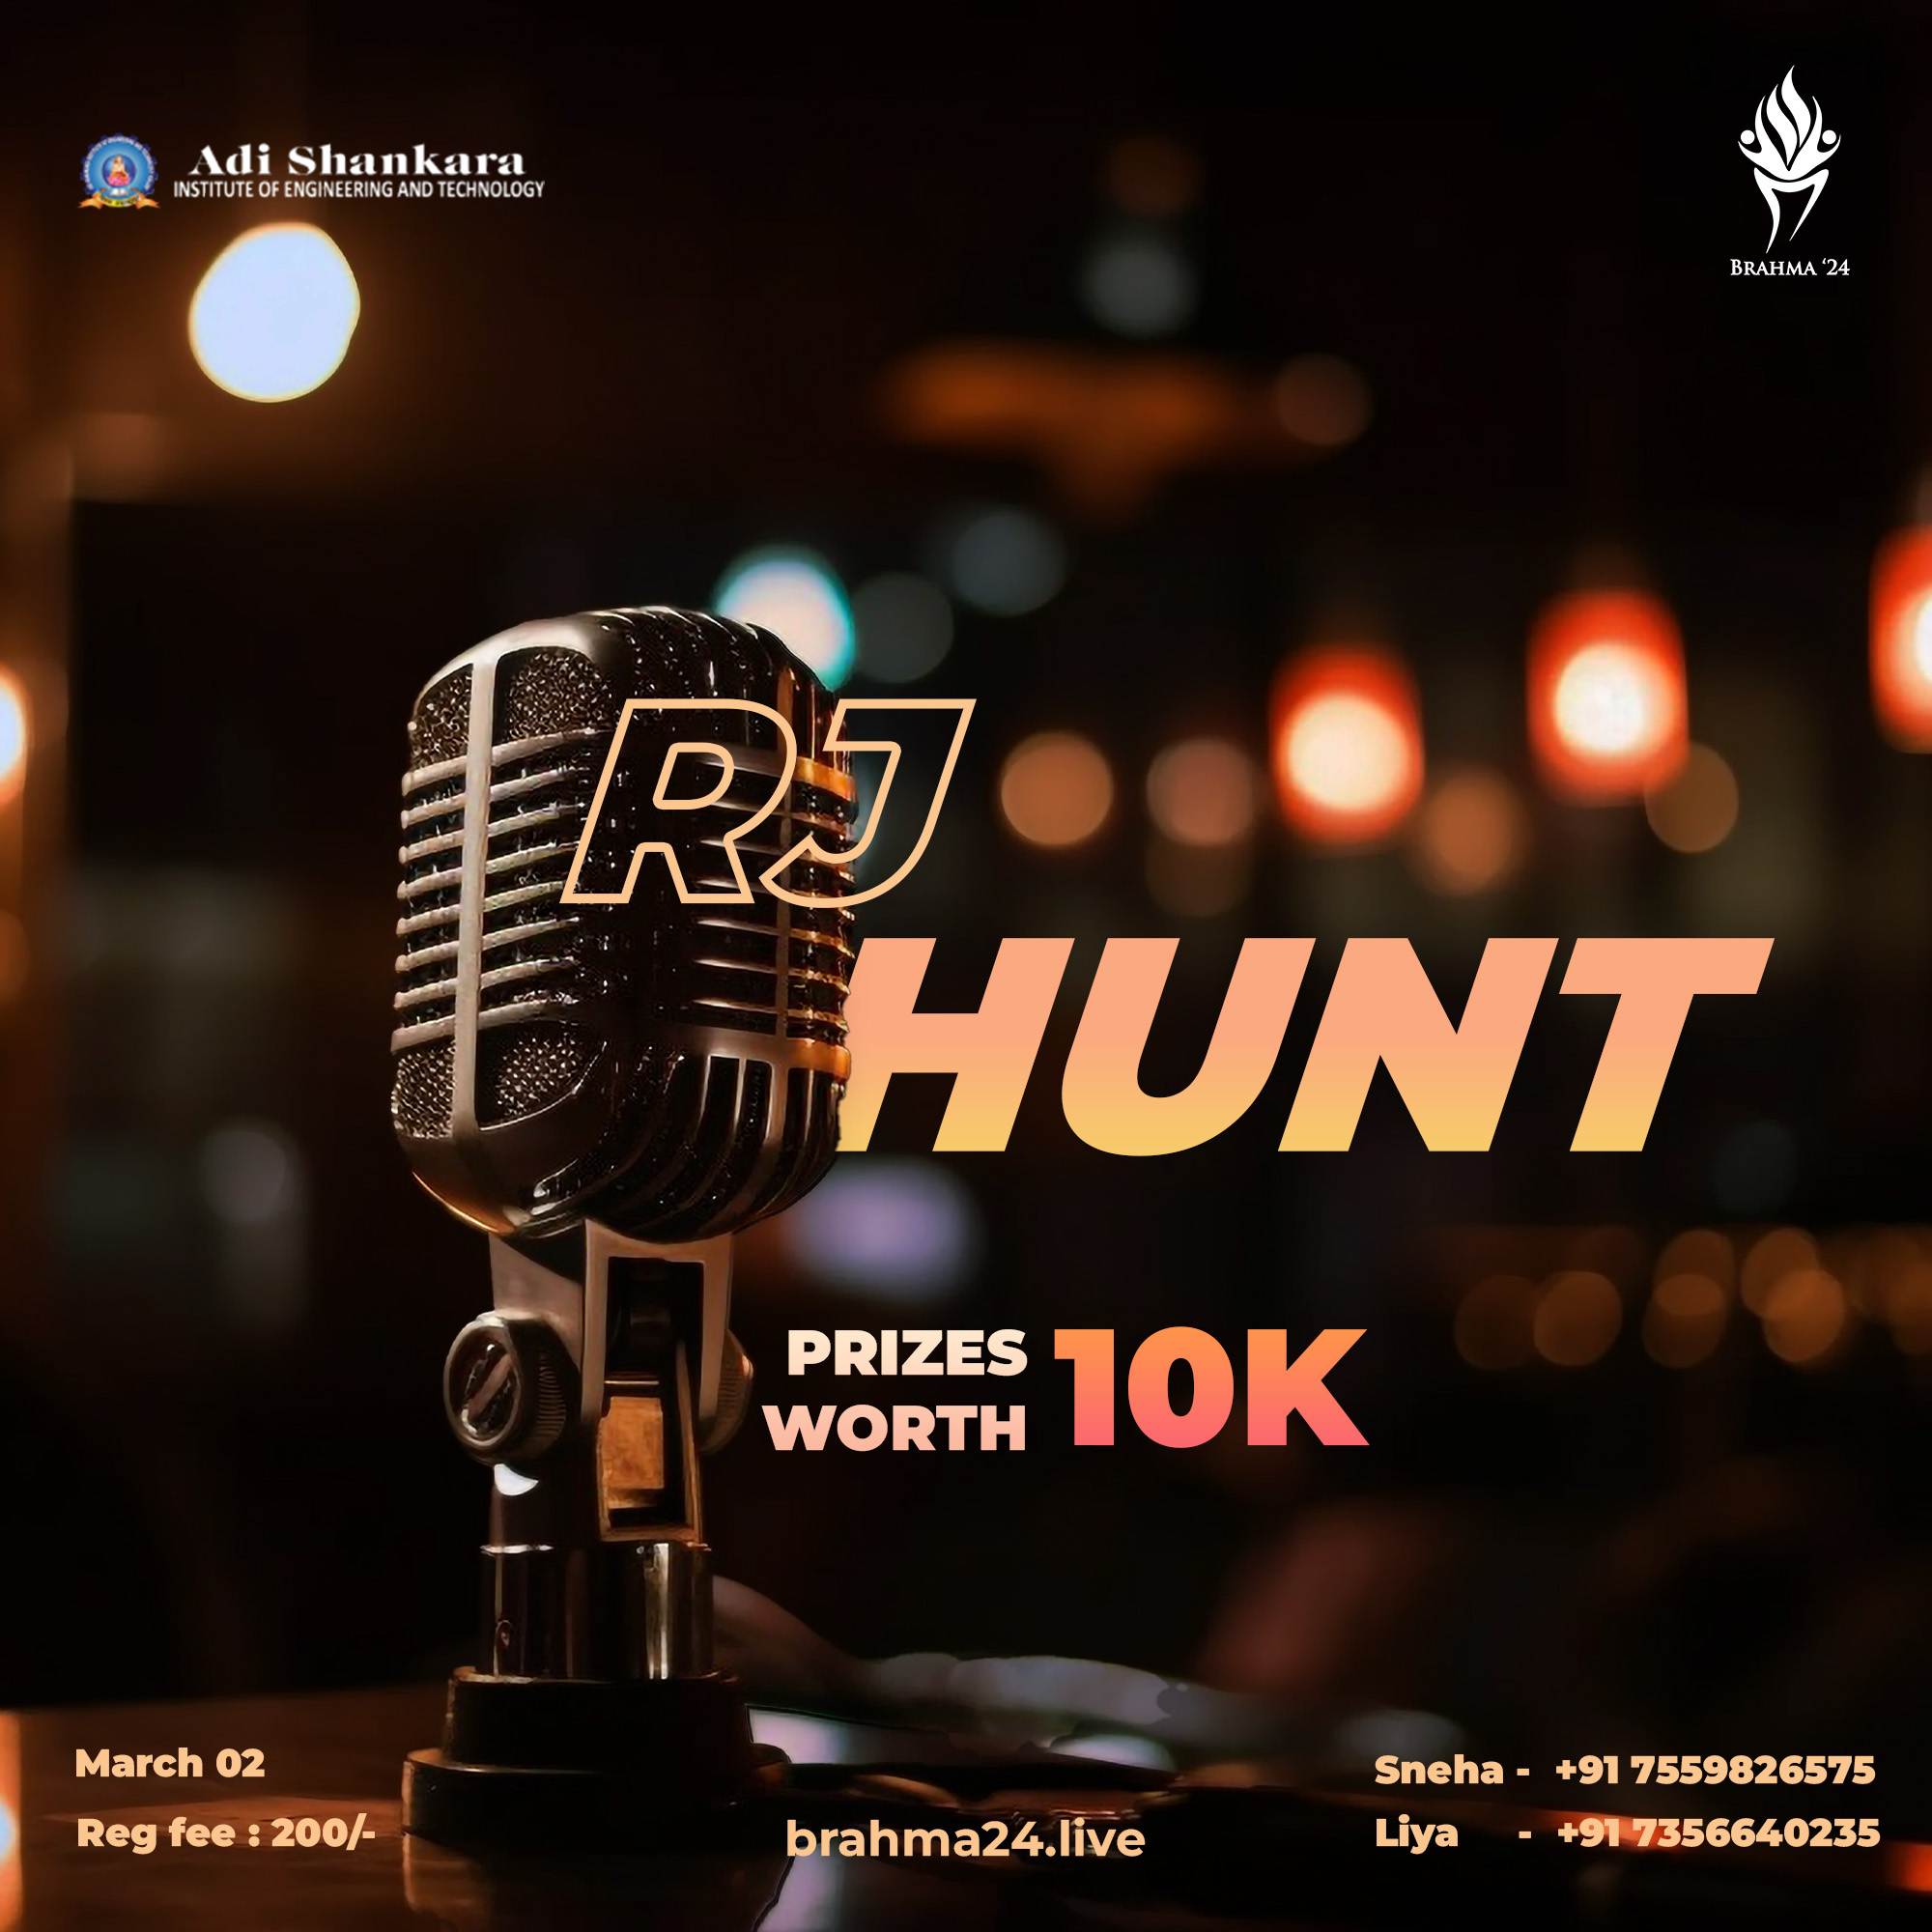 Adi Shankara
INSTITUTE OF ENGINEERING AND TECHNOLOGY
BRAHMA ‘24
RJ
HUNT
PRIZES
WORTH
10K
March 02
Reg fee : 200/-
brahma24.live
Sneha - +91 7559826575
Liya - +91 7356640235